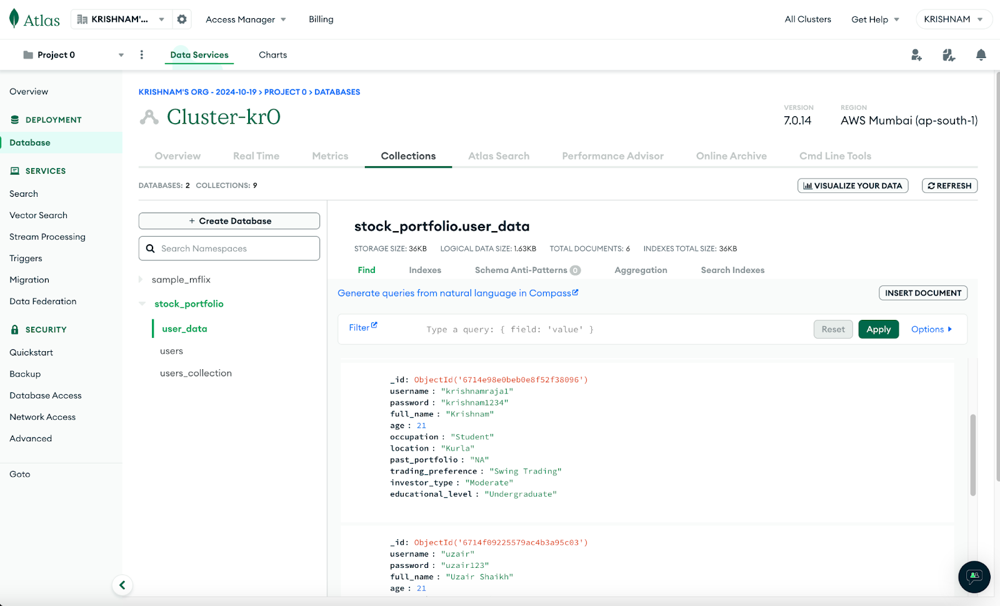 Atlas
KRISHNAM'...
Access Manager
Billing
All Clusters
Get Help
KRISHNAM
Project 0
Data Services
Charts
Overview
DEPLOYMENT
Database
SERVICES
Search
Vector Search
Stream Processing
Triggers
Migration
Data Federation
SECURITY
Quickstart
Backup
Database Access
Network Access
Advanced
Goto
KRISHNAM'S ORG - 2024-10-19 > PROJECT 0 > DATABASES
Cluster-kr0
VERSION
7.0.14
REGION
AWS Mumbai (ap-south-1)
Overview
Real Time
Metrics
Collections
Atlas Search
Performance Advisor
Online Archive
Cmd Line Tools
DATABASES: 2 COLLECTIONS: 9
VISUALIZE YOUR DATA
REFRESH
+ Create Database
Search Namespaces
sample_mflix
stock_portfolio
user_data
users
users_collection
stock_portfolio.user_data
STORAGE SIZE: 36KB LOGICAL DATA SIZE: 1.63KB TOTAL DOCUMENTS: 6 INDEXES TOTAL SIZE: 36KB
Find
Indexes
Schema Anti-Patterns 0
Aggregation
Search Indexes
Generate queries from natural language in Compass
INSERT DOCUMENT
Filter
Type a query: { field: 'value' }
Reset
Apply
Options
_id: ObjectId('6714e98e0beb0e8f52f38096')
username : "krishnamraja1"
password : "krishnam1234"
full_name : "Krishnam"
age : 21
occupation : "Student"
location : "Kurla"
past_portfolio : "NA"
trading_preference : "Swing Trading"
investor_type : "Moderate"
educational_level : "Undergraduate"
_id: ObjectId('6714f09225579ac4b3a95c03')
username : "uzair"
password : "uzair123"
full_name : "Uzair Shaikh"
age : 21